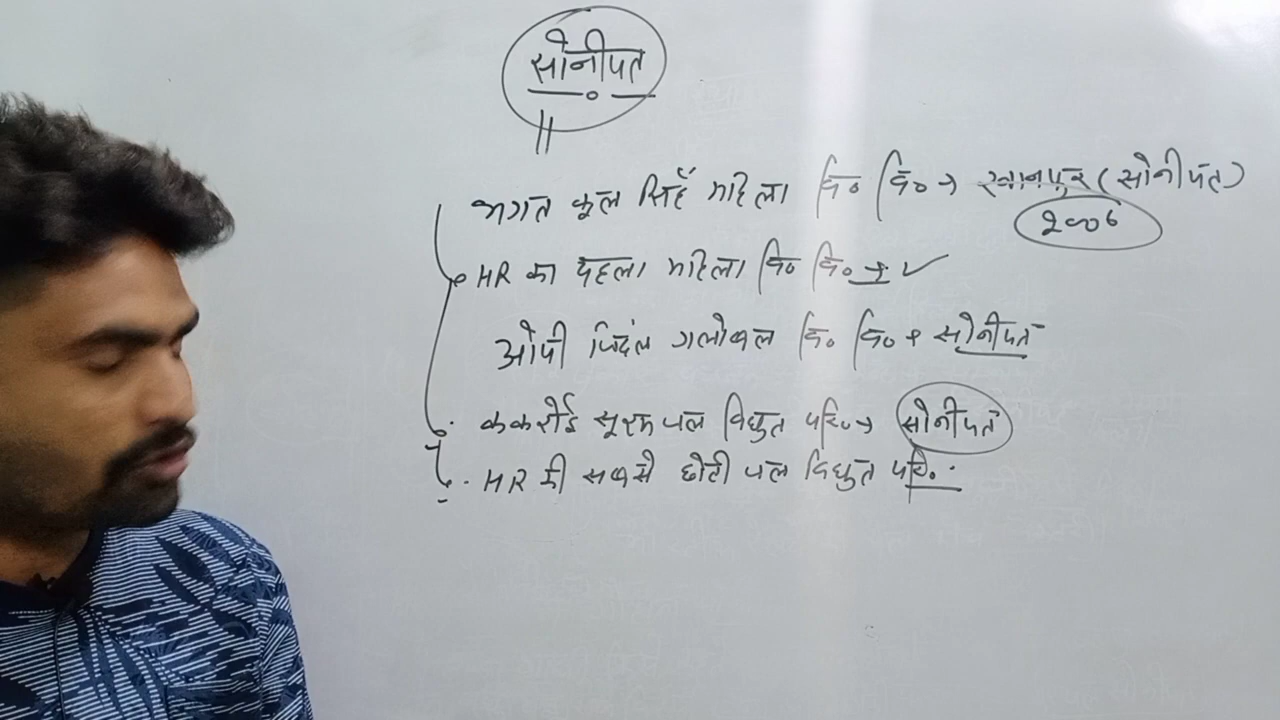 सोनीपत
भगत फूल सिहँ महिला वि० वि० → खानपुर (सोनीपत)
2006
HR का पहला महिला वि० वि० → ✓
ओपी जिदंल ग्लोबल वि० वि० → सोनीपत
ककरोई सूक्ष्म जल विधुत परि० → सोनीपत
HR की सबसे छोटी जल विधुत परि०